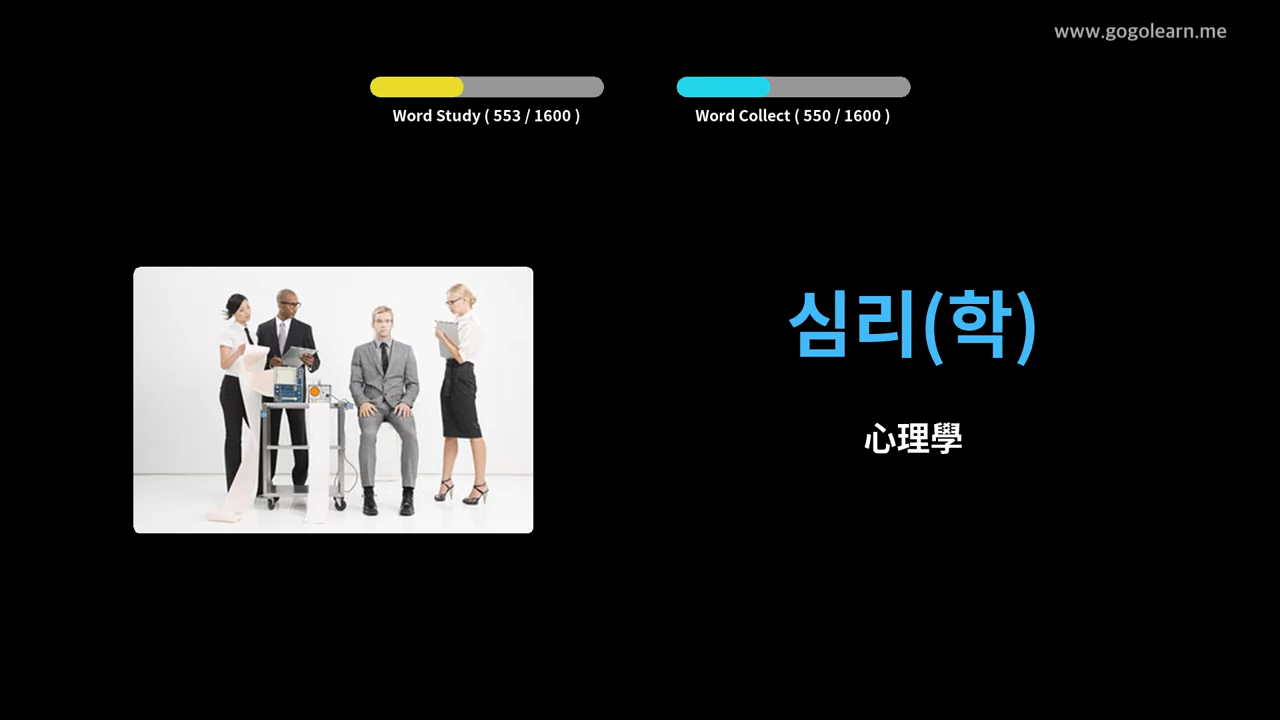 www.gogolearn.me
Word Study ( 553 / 1600 )
Word Collect ( 550 / 1600 )
심리(학)
心理學